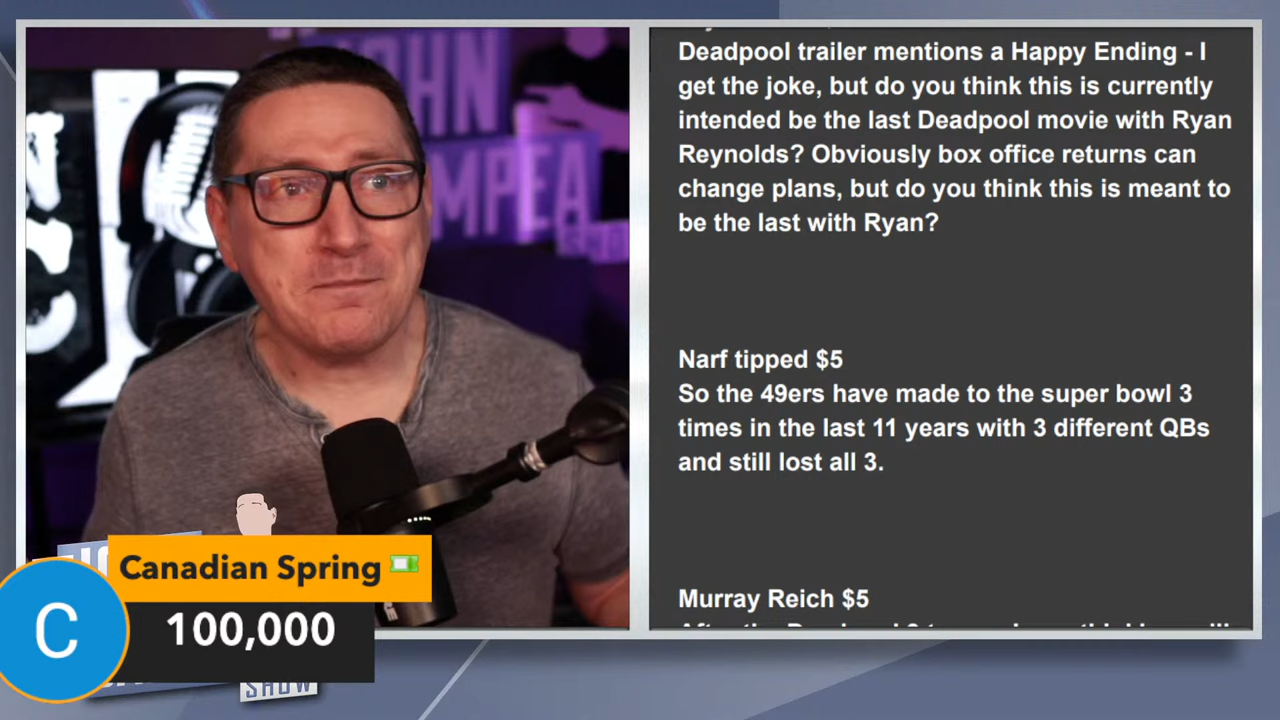 HN
MPEA
Deadpool trailer mentions a Happy Ending - I
get the joke, but do you think this is currently
intended be the last Deadpool movie with Ryan
Reynolds? Obviously box office returns can
change plans, but do you think this is meant to
be the last with Ryan?
Narf tipped $5
So the 49ers have made to the super bowl 3
times in the last 11 years with 3 different QBs
and still lost all 3.
Murray Reich $5
Canadian Spring
C
100,000
SHOW